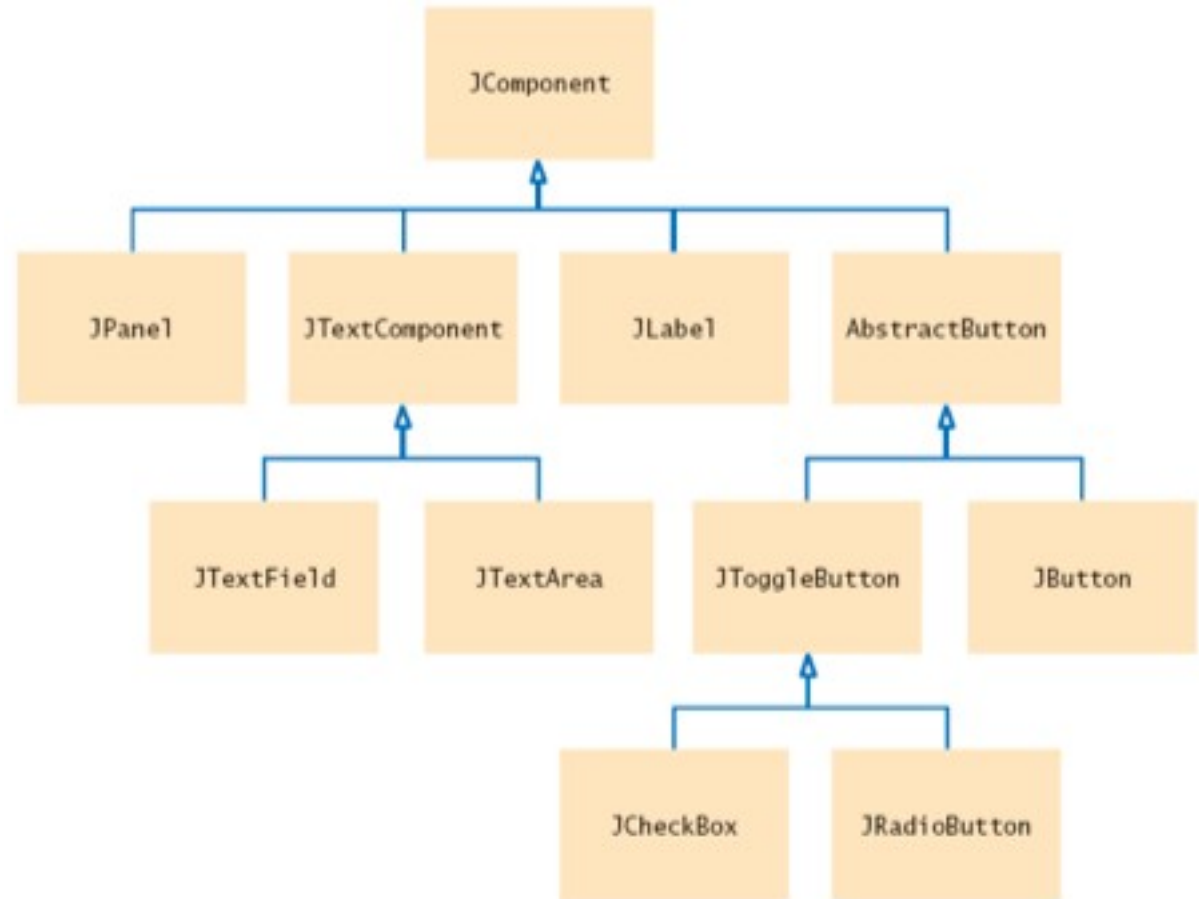 JComponent
JPanel
JTextComponent
JLabel
AbstractButton
JTextField
JTextArea
JToggleButton
JButton
JCheckBox
JRadioButton